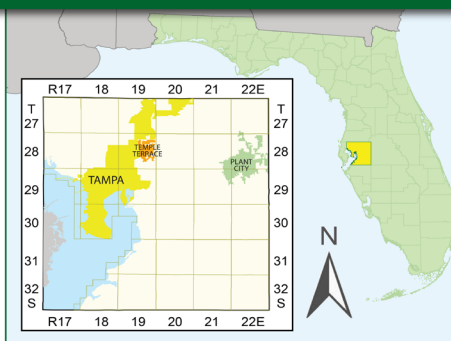 R17 18 19 20 21 22E
T
27
28
29
30
31
32
S
T
27
28
29
30
31
32
S
TEMPLE
TERRACE
PLANT
CITY
TAMPA
R17 18 19 20 21 22E
N